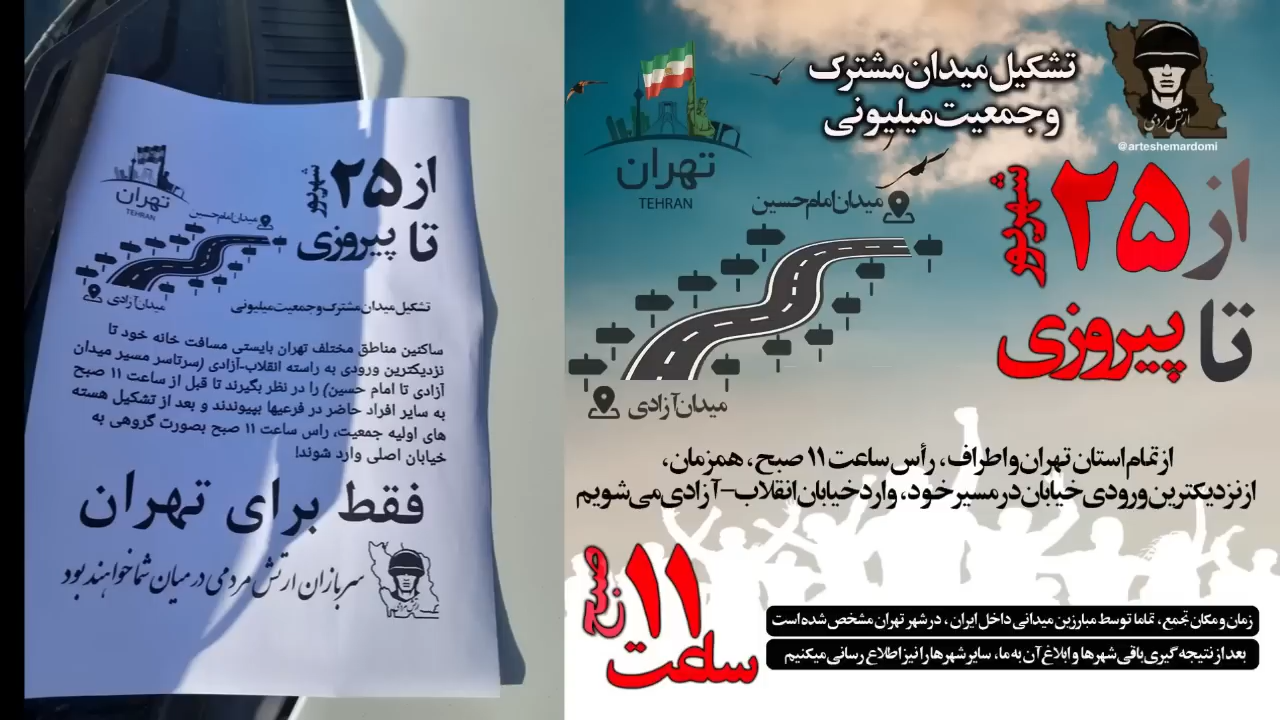 از ۲۵ شهریور
تا پیروزی
تهران
TEHRAN
میدان امام حسین
میدان آزادی
تشکیل میدان مشترک و جمعیت میلیونی
ساکنین مناطق مختلف تهران بایستی مسافت خانه خود تا
نزدیکترین ورودی به راسته انقلاب-آزادی (سرتاسر مسیر میدان
آزادی تا امام حسین) را در نظر بگیرند تا قبل از ساعت ۱۱ صبح
به سایر افراد حاضر در فرعیها بپیوندند و بعد از تشکیل هسته
های اولیه جمعیت، راس ساعت ۱۱ صبح بصورت گروهی به
خیابان اصلی وارد شوند!
فقط برای تهران
سربازان ارتش مردمی در میان شما خواهند بود
ارتش مردمی
تشکیل میدان مشترک
و جمعیت میلیونی
ارتش مردمی
@arteshemardomi
تهران
TEHRAN
از ۲۵ شهریور
تا پیروزی
میدان امام حسین
میدان آزادی
از تمام استان تهران و اطراف، رأس ساعت ۱۱ صبح، همزمان،
از نزدیکترین ورودی خیابان در مسیر خود، وارد خیابان انقلاب-آزادی می‌شویم
۱۱ صبح
ساعت
زمان و مکان تجمع، تماما توسط مبارزین میدانی داخل ایران، در شهر تهران مشخص شده است
بعد از نتیجه گیری باقی شهرها و ابلاغ آن به ما، سایر شهرها را نیز اطلاع رسانی میکنیم